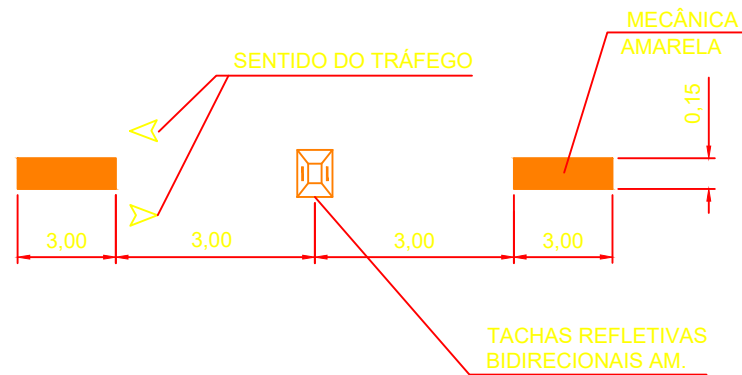 MECÂNICA
AMARELA
SENTIDO DO TRÁFEGO
0,15
3,00
3,00
3,00
3,00
TACHAS REFLETIVAS
BIDIRECIONAIS AM.